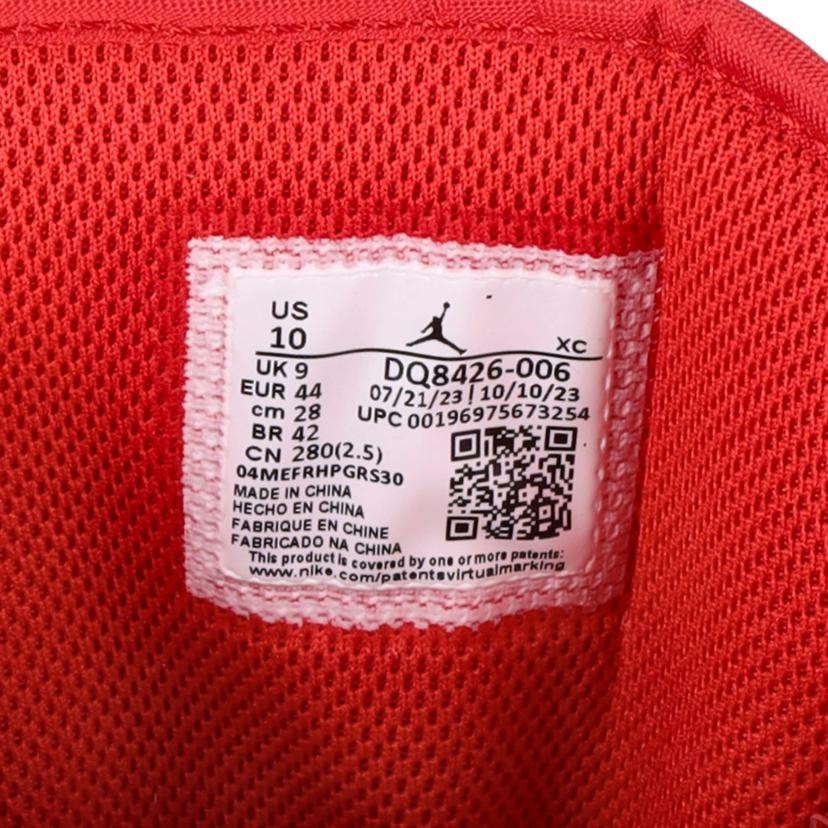 US
10
XC
UK 9
DQ8426-006
EUR 44
07/21/23 | 10/10/23
cm 28
UPC 00196975673254
BR 42
CN 280(2.5)
04MEFRHPGRS30
MADE IN CHINA
HECHO EN CHINA
FABRIQUE EN CHINE
FABRICADO NA CHINA
This product is covered by one or more patents:
www.nike.com/patentsvirtualmarking